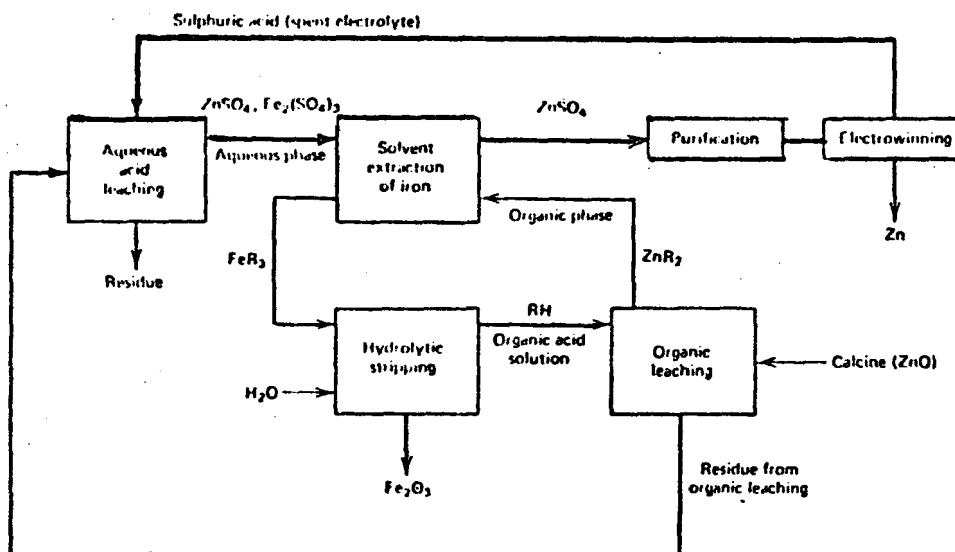 Sulphuric acid (spent electrolyte)
ZnSO₄, Fe₂(SO₄)₃
Aqueous phase
ZnSO₄
Aqueous
acid
leaching
Solvent
extraction
of iron
Purification
Electrowinning
Organic phase
Zn
Residue
FeR₃
ZnR₂
RH
Organic acid
solution
Hydrolytic
stripping
Organic
leaching
Calcine (ZnO)
H₂O
Fe₂O₃
Residue from
organic leaching